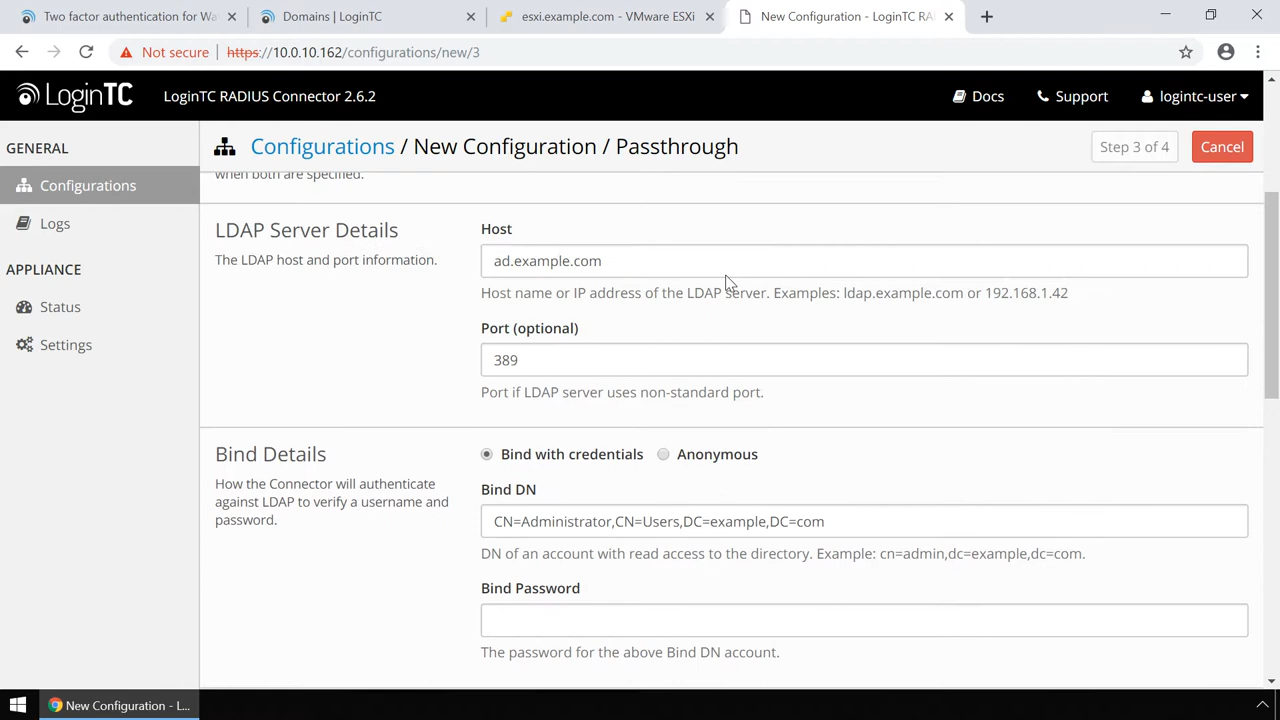 Two factor authentication for Wa
Domains | LoginTC
esxi.example.com - VMware ESXi
New Configuration - LoginTC RA
Not secure
https://10.0.10.162/configurations/new/3
LoginTC
LoginTC RADIUS Connector 2.6.2
Docs
Support
logintc-user
GENERAL
Configurations
Logs
APPLIANCE
Status
Settings
Configurations / New Configuration / Passthrough
Step 3 of 4
Cancel
when both are specified.
LDAP Server Details
The LDAP host and port information.
Host
ad.example.com
Host name or IP address of the LDAP server. Examples: ldap.example.com or 192.168.1.42
Port (optional)
389
Port if LDAP server uses non-standard port.
Bind Details
How the Connector will authenticate
against LDAP to verify a username and
password.
Bind with credentials
Anonymous
Bind DN
CN=Administrator,CN=Users,DC=example,DC=com
DN of an account with read access to the directory. Example: cn=admin,dc=example,dc=com.
Bind Password
The password for the above Bind DN account.
New Configuration - L...